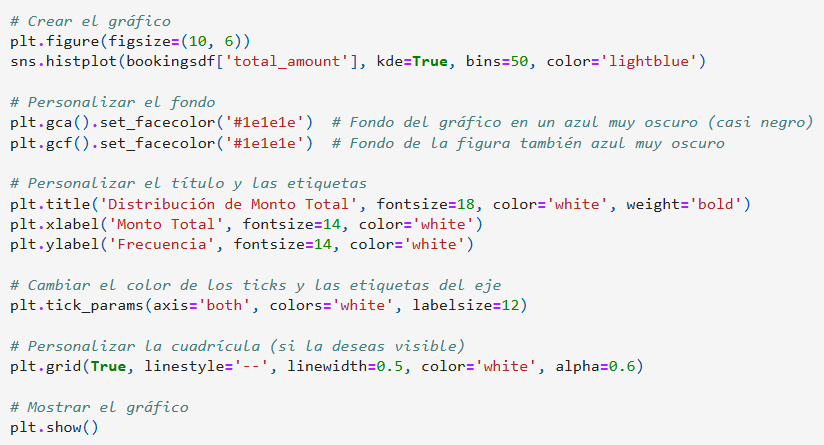 # Crear el gráfico
plt.figure(figsize=(10, 6))
sns.histplot(bookingsdf['total_amount'], kde=True, bins=50, color='lightblue')
# Personalizar el fondo
plt.gca().set_facecolor('#1e1e1e')  # Fondo del gráfico en un azul muy oscuro (casi negro)
plt.gcf().set_facecolor('#1e1e1e')  # Fondo de la figura también azul muy oscuro
# Personalizar el título y las etiquetas
plt.title('Distribución de Monto Total', fontsize=18, color='white', weight='bold')
plt.xlabel('Monto Total', fontsize=14, color='white')
plt.ylabel('Frecuencia', fontsize=14, color='white')
# Cambiar el color de los ticks y las etiquetas del eje
plt.tick_params(axis='both', colors='white', labelsize=12)
# Personalizar la cuadrícula (si la deseas visible)
plt.grid(True, linestyle='--', linewidth=0.5, color='white', alpha=0.6)
# Mostrar el gráfico
plt.show()